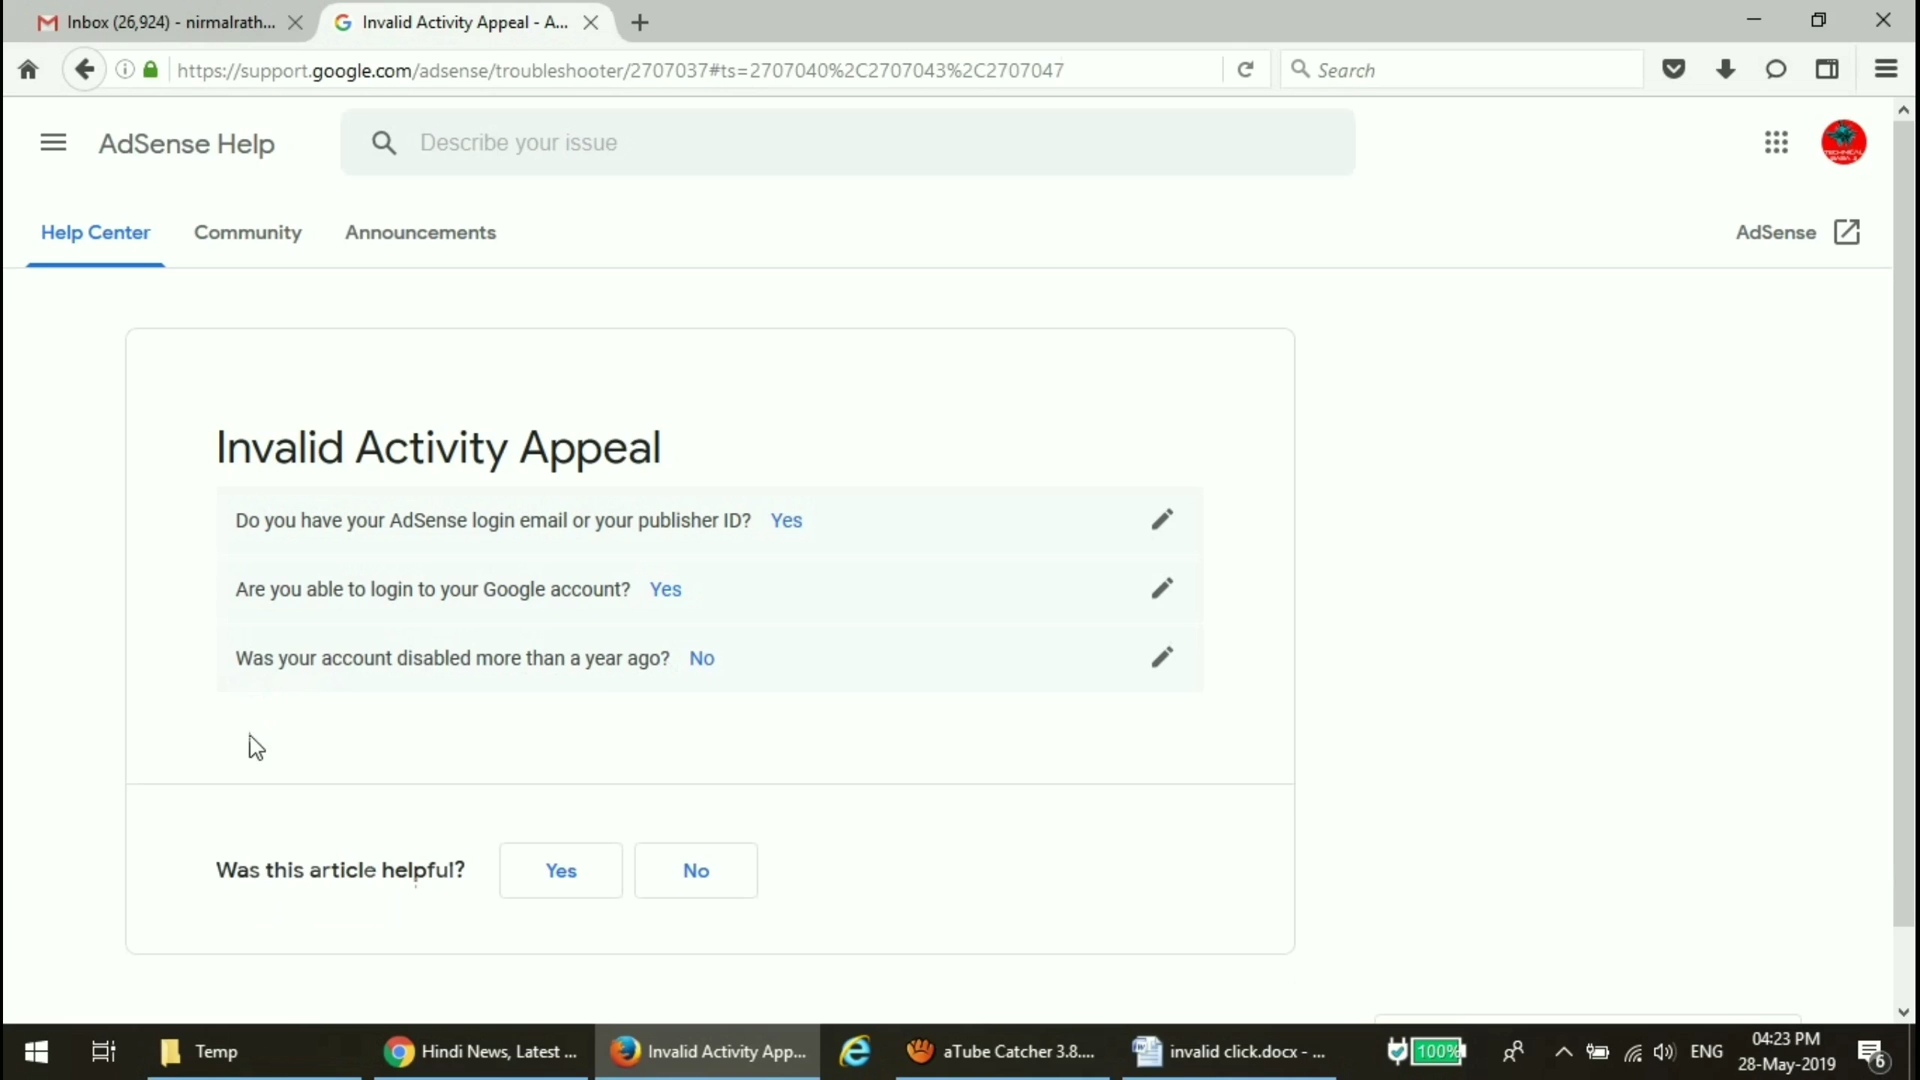 Inbox (26,924) - nirmalrath...
Invalid Activity Appeal - A...
https://support.google.com/adsense/troubleshooter/2707037#ts=2707040%2C2707043%2C2707047
Search
AdSense Help
Describe your issue
Help Center
Community
Announcements
AdSense
Invalid Activity Appeal
Do you have your AdSense login email or your publisher ID? Yes
Are you able to login to your Google account? Yes
Was your account disabled more than a year ago? No
Was this article helpful?
Yes
No
Temp
Hindi News, Latest ...
Invalid Activity App...
aTube Catcher 3.8....
invalid click.docx - ...
100%
ENG
04:23 PM
28-May-2019
6